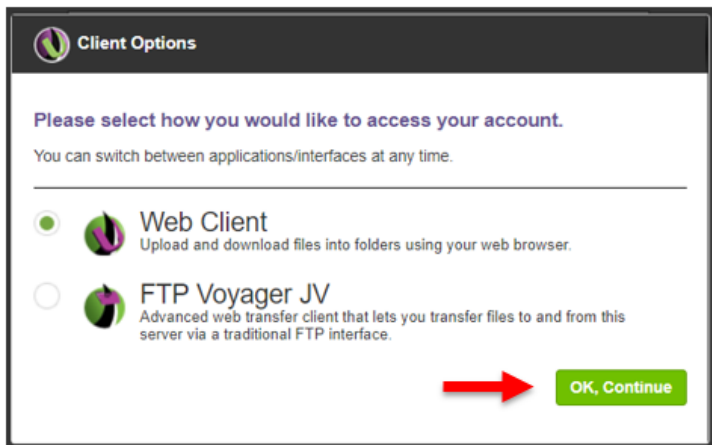 Client Options
Please select how you would like to access your account.
You can switch between applications/interfaces at any time.
Web Client
Upload and download files into folders using your web browser.
FTP Voyager JV
Advanced web transfer client that lets you transfer files to and from this
server via a traditional FTP interface.
OK, Continue